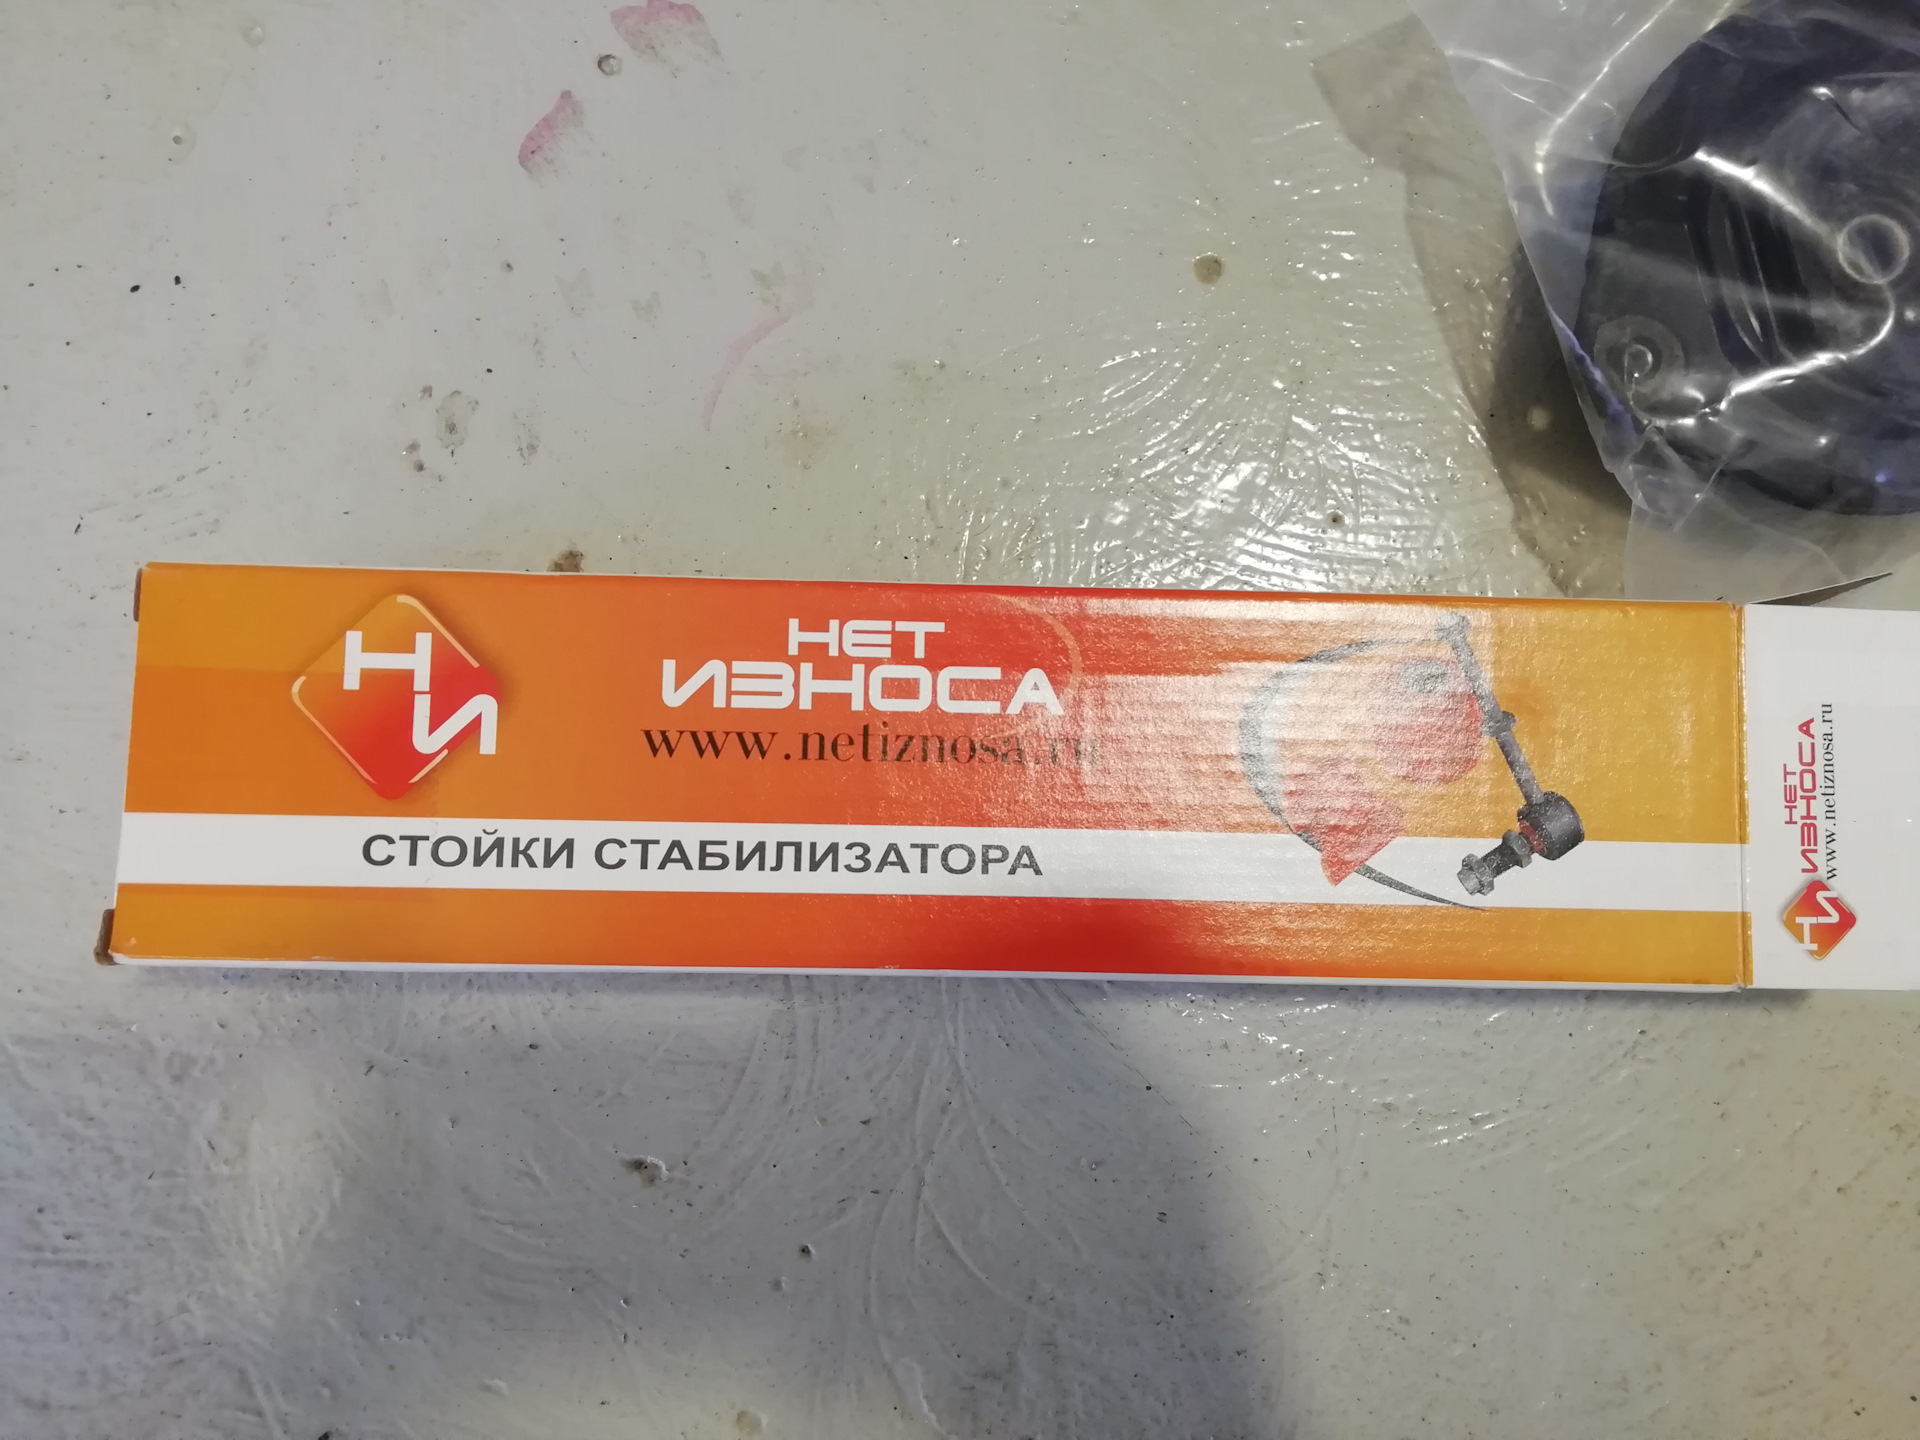 НИ
НЕТ
ИЗНОСА
www.netiznosa.ru
СТОЙКИ СТАБИЛИЗАТОРА
НИ
НЕТ
ИЗНОСА
www.netiznosa.ru